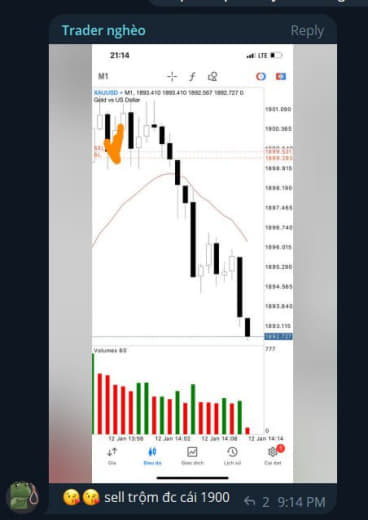 Trader nghèo Reply
21:14 LTE
M1
XAUUSD • M1, 1893.410 1893.410 1892.567 1892.727 0
Gold vs US Dollar
1901.090
1900.365
1898.915
1898.190
1897.465
1896.740
1896.015
1895.290
1894.565
1893.840
1893.115
1892.727
Volumes 60
777
0
12 Jan 13:56 12 Jan 14:02 12 Jan 14:08 12 Jan 14:14
1
Giá Biểu đồ Giao dịch Lịch sử Cài đặt
😘😘 sell trộm đc cái 1900 2 9:14 PM